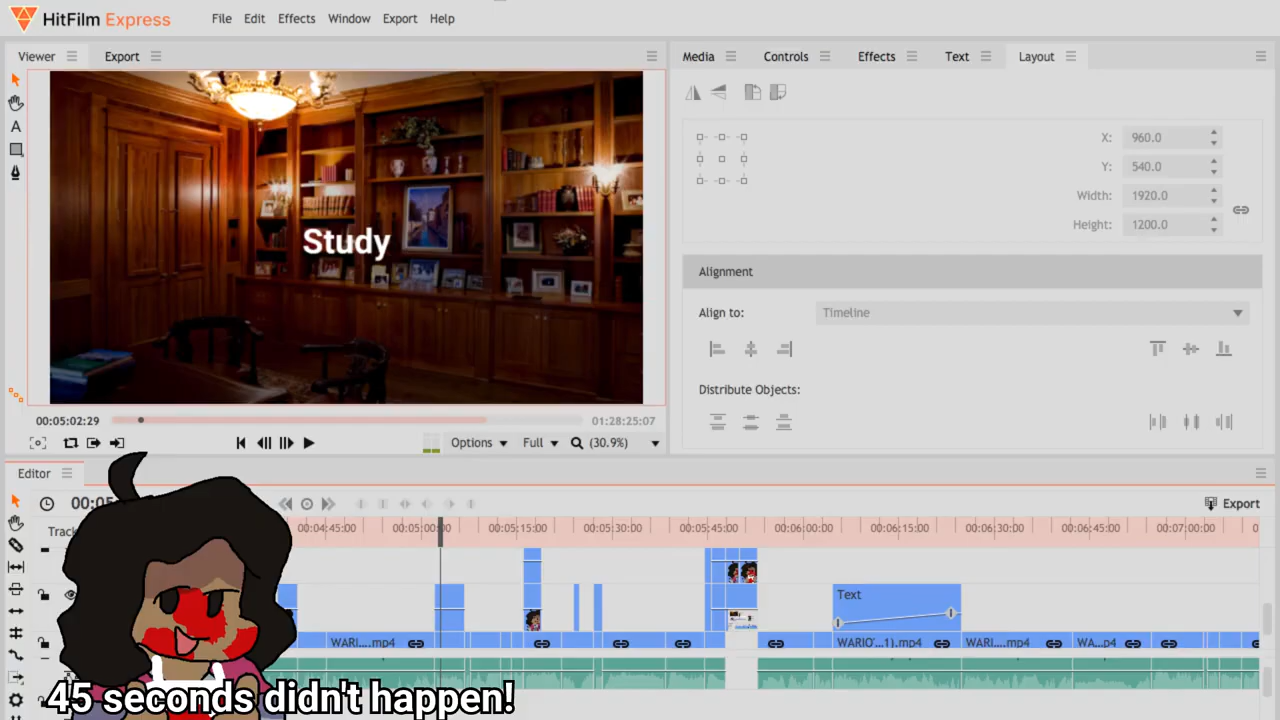 HitFilm Express
File Edit Effects Window Export Help
Viewer Export
Media Controls Effects Text Layout
A
X: 960.0
Y: 540.0
Width: 1920.0
Height: 1200.0
Study
Alignment
Align to: Timeline
Distribute Objects:
00:05:02:29 01:28:25:07
Options Full (30.9%)
Editor
00:05
Export
Track
00:04:45:00 00:05:00:00 00:05:15:00 00:05:30:00 00:05:45:00 00:06:00:00 00:06:15:00 00:06:30:00 00:06:45:00 00:07:00:00 0
Text
WARI....mp4 WARIO'...1).mp4 WARI....mp4 WA...p4
45 seconds didn't happen!